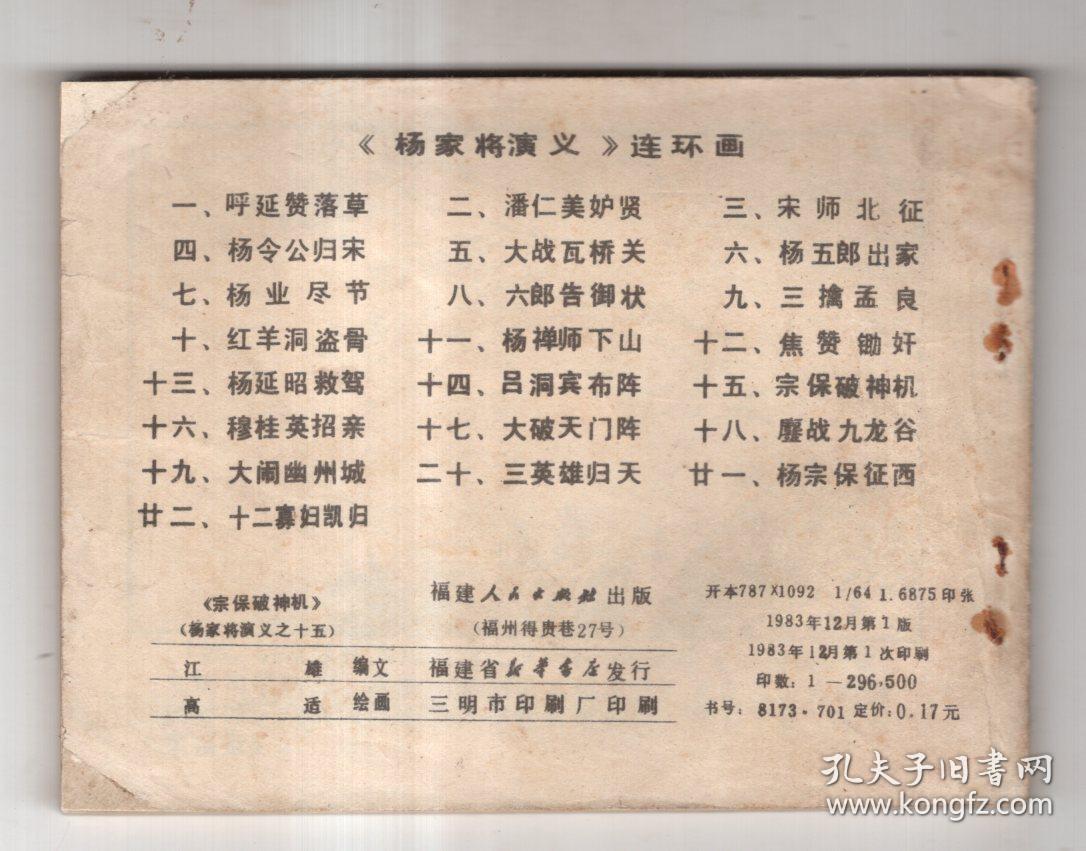 《杨家将演义》连环画
一、呼延赞落草 二、潘仁美妒贤 三、宋师北征
四、杨令公归宋 五、大战瓦桥关 六、杨五郎出家
七、杨业尽节 八、六郎告御状 九、三擒孟良
十、红羊洞盗骨 十一、杨禅师下山 十二、焦赞锄奸
十三、杨延昭救驾 十四、吕洞宾布阵 十五、宗保破神机
十六、穆桂英招亲 十七、大破天门阵 十八、鏖战九龙谷
十九、大闹幽州城 二十、三英雄归天 廿一、杨宗保征西
廿二、十二寡妇凯归
《宗保破神机》
(杨家将演义之十五)
江雄 编文
高适 绘画
福建人民出版社出版
(福州得贵巷27号)
福建省新华书店发行
三明市印刷厂印刷
开本787×1092 1/64 1.6875印张
1983年12月第1版
1983年12月第1次印刷
印数:1—296,500
书号:8173·701 定价:0.17元
孔夫子旧书网
www.kongfz.com